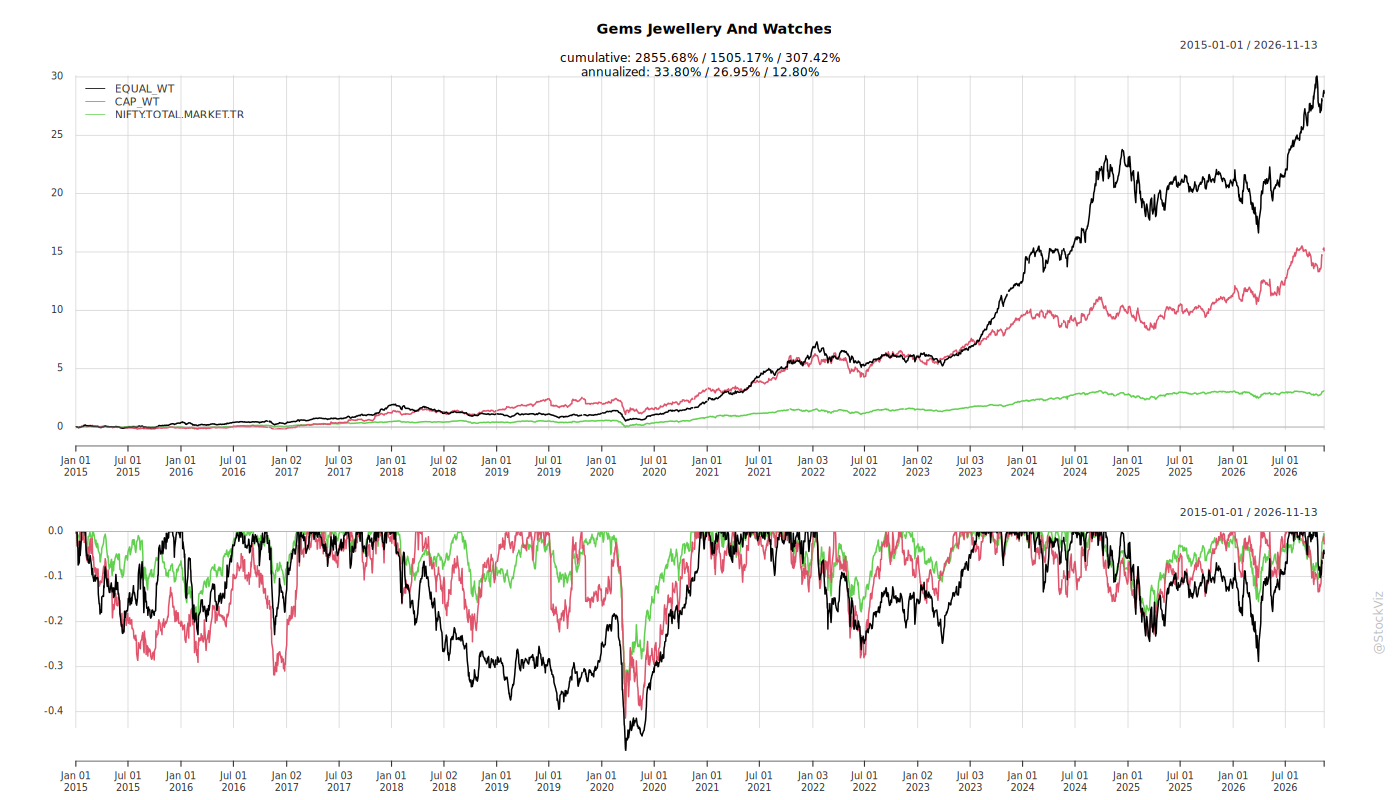 Gems Jewellery And Watches
2015-01-01 / 2026-11-13
cumulative: 2855.68% / 1505.17% / 307.42%
annualized: 33.80% / 26.95% / 12.80%
EQUAL_WT
CAP_WT
NIFTY.TOTAL.MARKET.TR
30
25
20
15
10
5
0
Jan 01 Jul 01 Jan 01 Jul 01 Jan 02 Jul 03 Jan 01 Jul 02 Jan 01 Jul 01 Jan 01 Jul 01 Jan 01 Jul 01 Jan 03 Jul 01 Jan 02 Jul 03 Jan 01 Jul 01 Jan 01 Jul 01 Jan 01 Jul 01
2015 2015 2016 2016 2017 2017 2018 2018 2019 2019 2020 2020 2021 2021 2022 2022 2023 2023 2024 2024 2025 2025 2026 2026
2015-01-01 / 2026-11-13
0.0
-0.1
-0.2
-0.3
-0.4
Jan 01 Jul 01 Jan 01 Jul 01 Jan 02 Jul 03 Jan 01 Jul 02 Jan 01 Jul 01 Jan 01 Jul 01 Jan 01 Jul 01 Jan 03 Jul 01 Jan 02 Jul 03 Jan 01 Jul 01 Jan 01 Jul 01 Jan 01 Jul 01
2015 2015 2016 2016 2017 2017 2018 2018 2019 2019 2020 2020 2021 2021 2022 2022 2023 2023 2024 2024 2025 2025 2026 2026
@StockViz